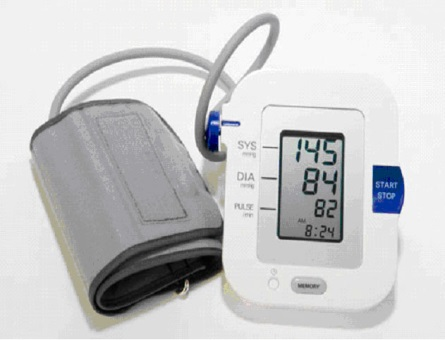 SYS
mmHg
145
DIA
mmHg
84
PULSE
/min
82
AM
8:24
START
STOP
MEMORY